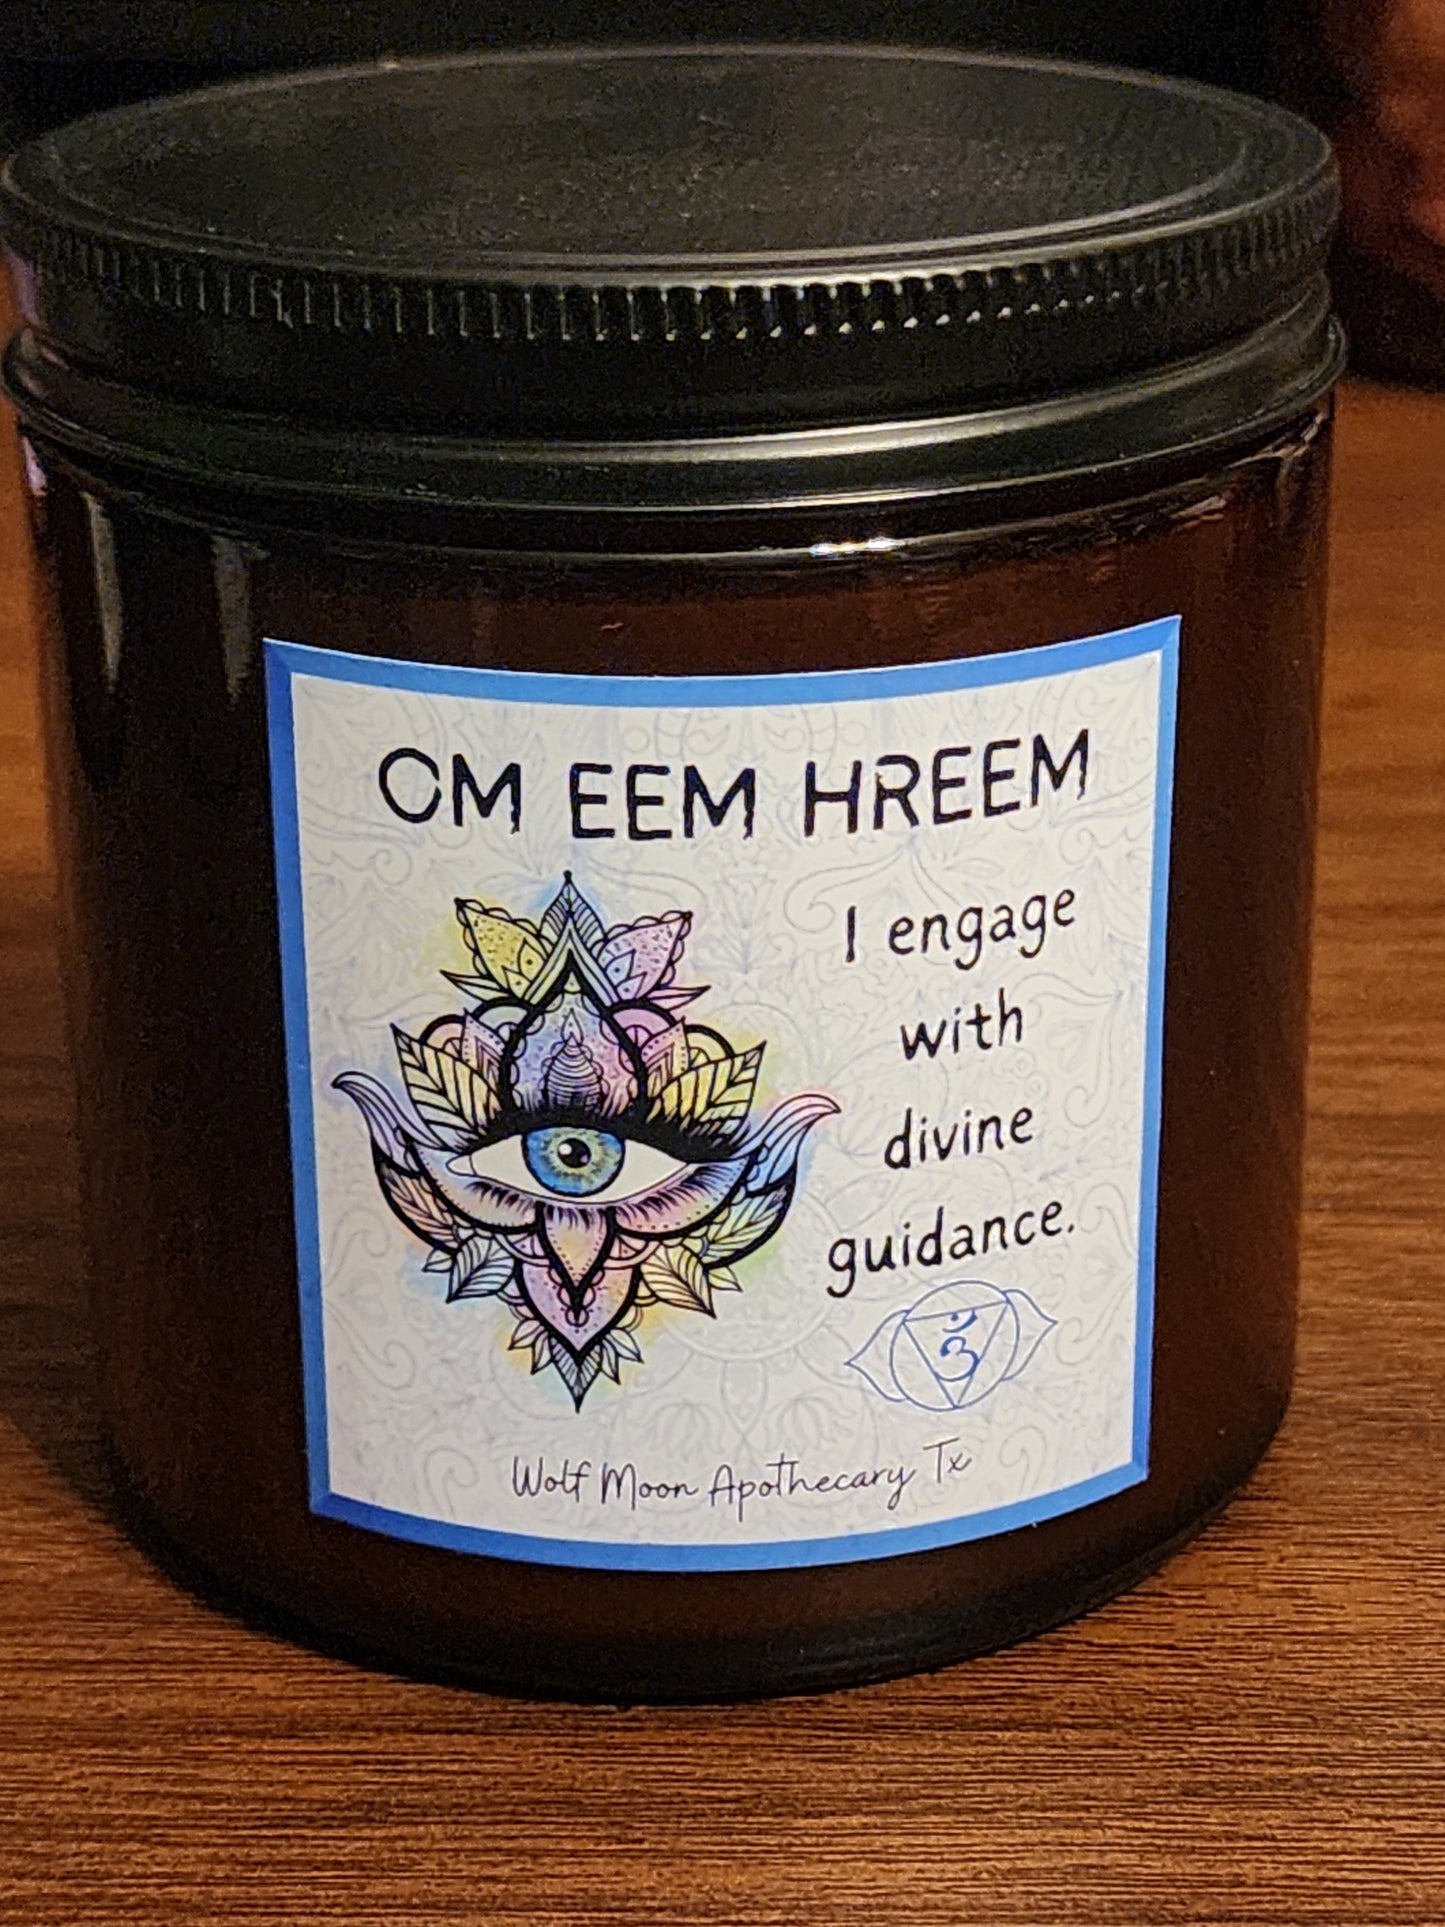 OM EEM HREEM
I engage
with
divine
guidance.
ॐ
Wolf Moon Apothecary Tx